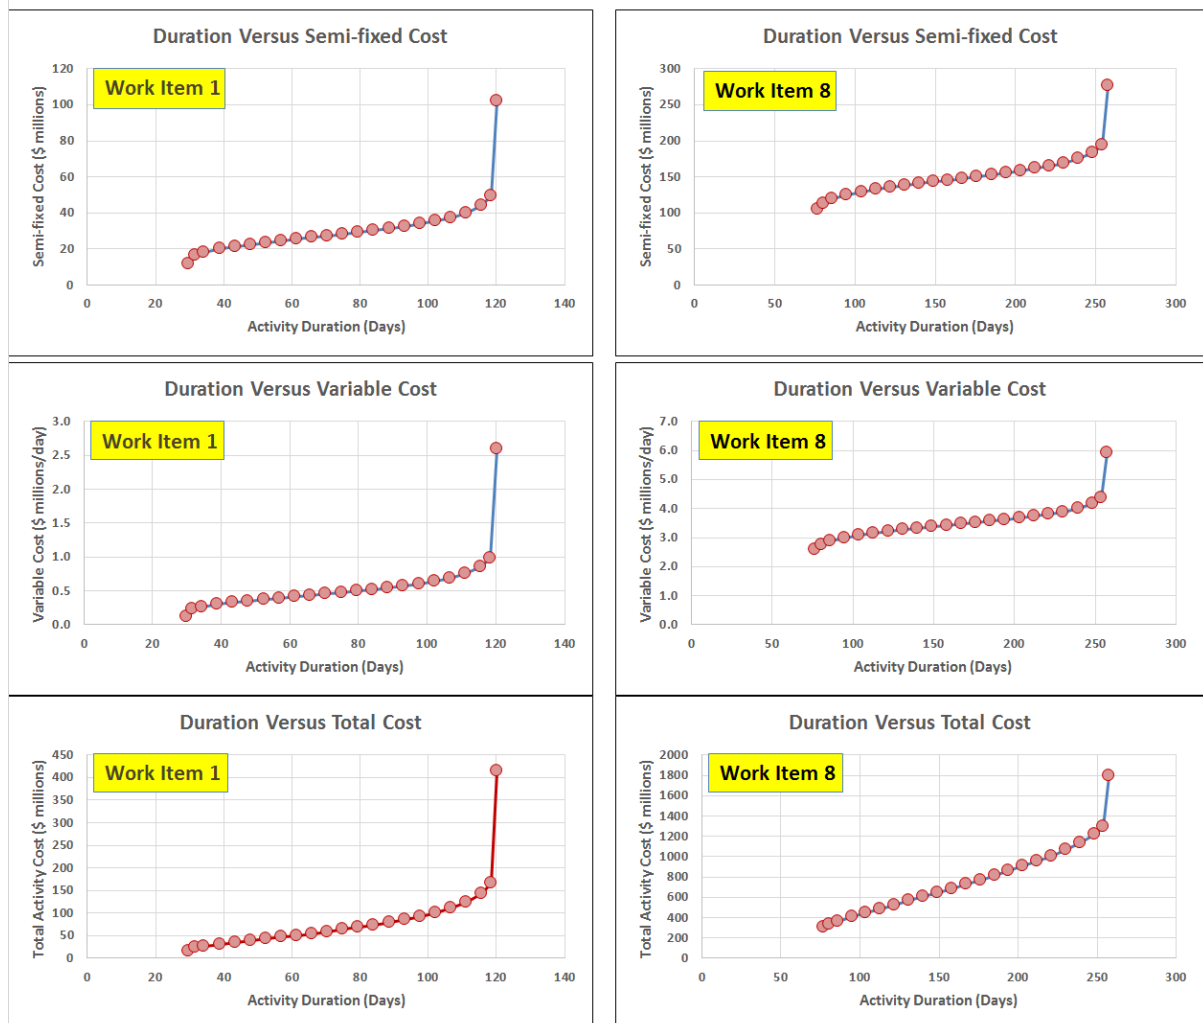 Duration Versus Semi-fixed Cost
Work Item 1
Semi-fixed Cost ($ millions)
120
100
80
60
40
20
0
0 20 40 60 80 100 120 140
Activity Duration (Days)
Duration Versus Semi-fixed Cost
Work Item 8
Semi-fixed Cost ($ millions)
300
250
200
150
100
50
0
0 50 100 150 200 250 300
Activity Duration (Days)
Duration Versus Variable Cost
Work Item 1
Variable Cost ($ millions/day)
3.0
2.5
2.0
1.5
1.0
0.5
0.0
0 20 40 60 80 100 120 140
Activity Duration (Days)
Duration Versus Variable Cost
Work Item 8
Variable Cost ($ millions/day)
7.0
6.0
5.0
4.0
3.0
2.0
1.0
0.0
0 50 100 150 200 250 300
Activity Duration (Days)
Duration Versus Total Cost
Work Item 1
Total Activity Cost ($ millions)
450
400
350
300
250
200
150
100
50
0
0 20 40 60 80 100 120 140
Activity Duration (Days)
Duration Versus Total Cost
Work Item 8
Total Activity Cost ($ millions)
2000
1800
1600
1400
1200
1000
800
600
400
200
0
0 50 100 150 200 250 300
Activity Duration (Days)